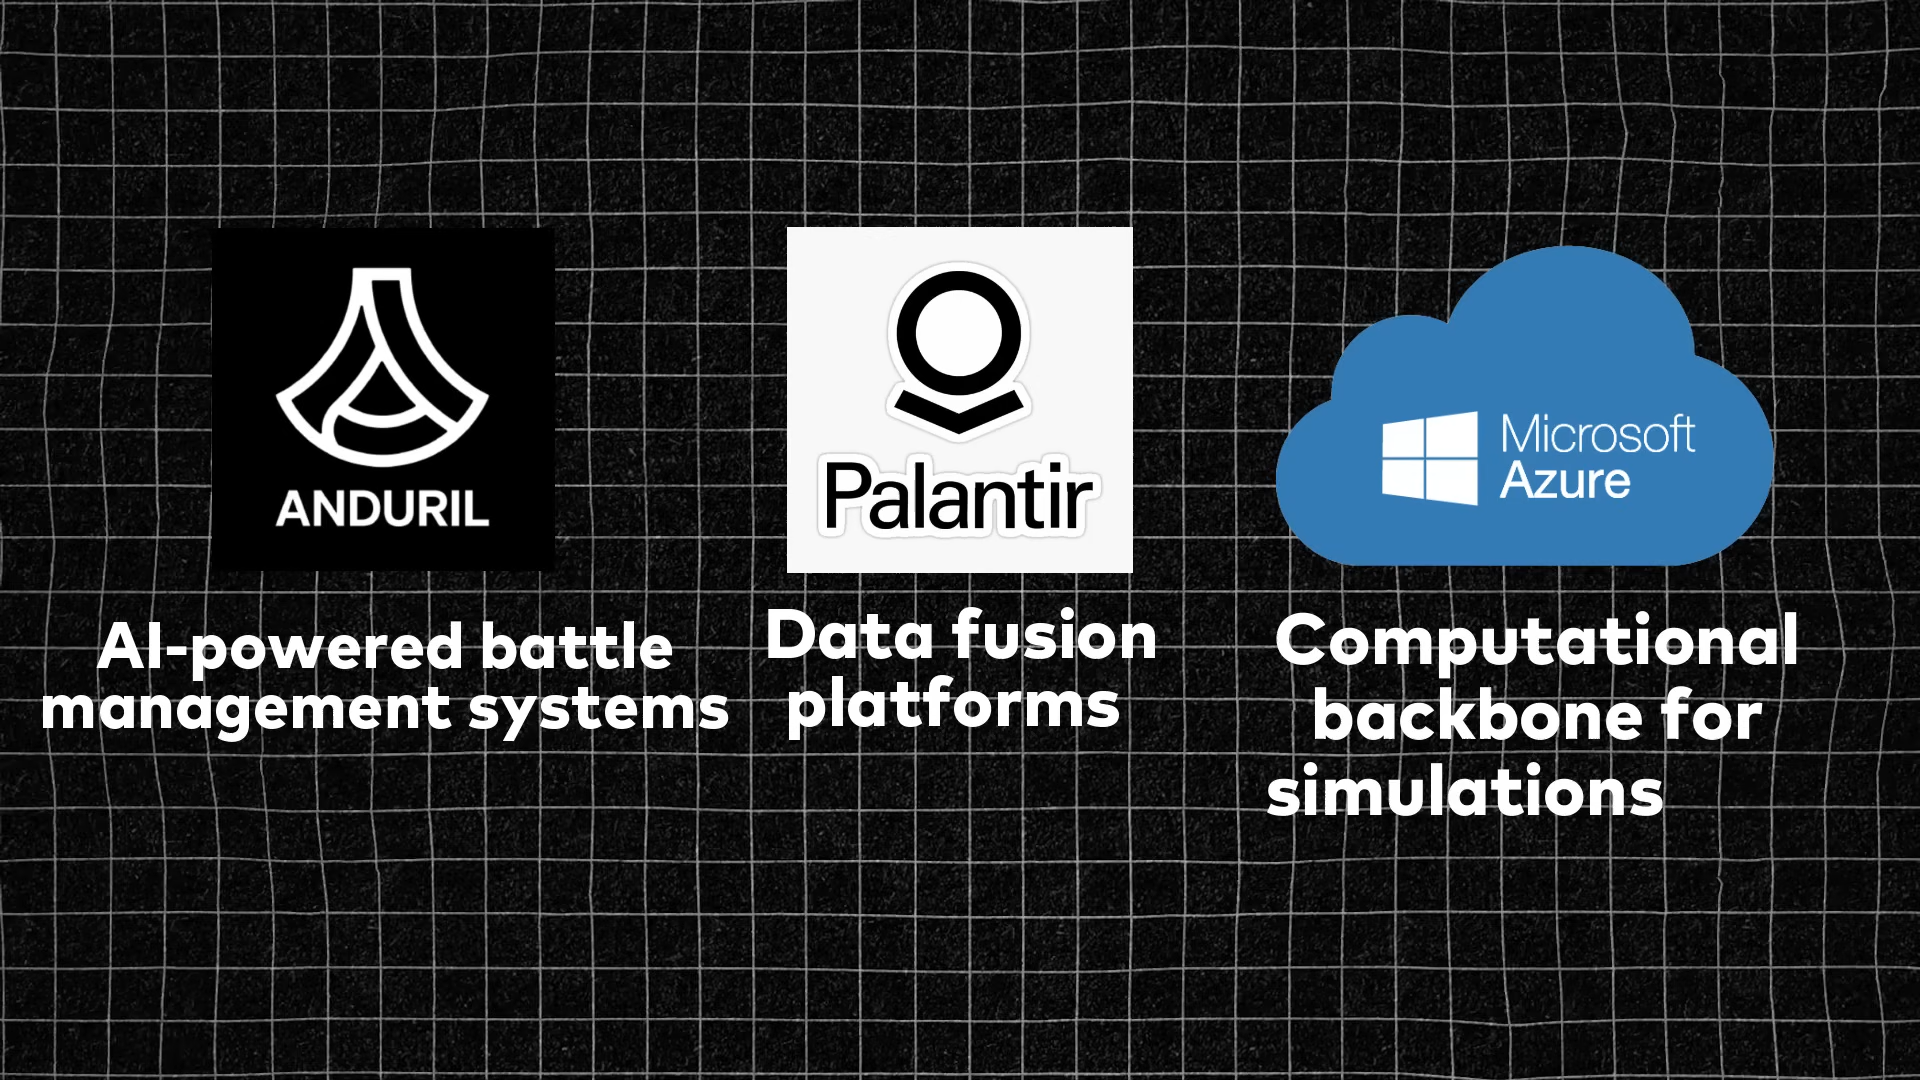 ANDURIL
AI-powered battle
management systems
Palantir
Data fusion
platforms
Microsoft
Azure
Computational
backbone for
simulations